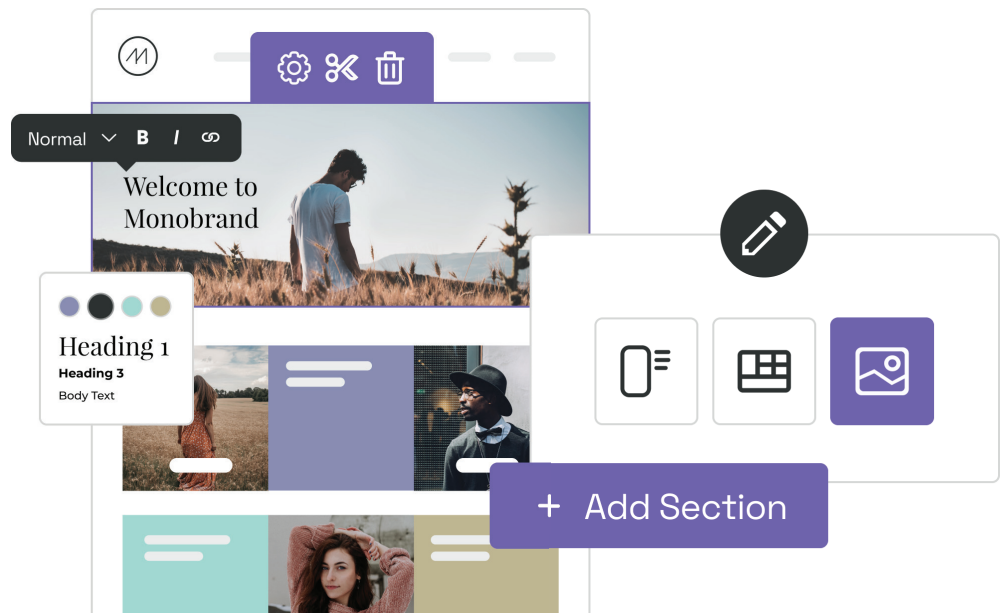 Normal B I
Welcome to
Monobrand
Heading 1
Heading 3
Body Text
+ Add Section